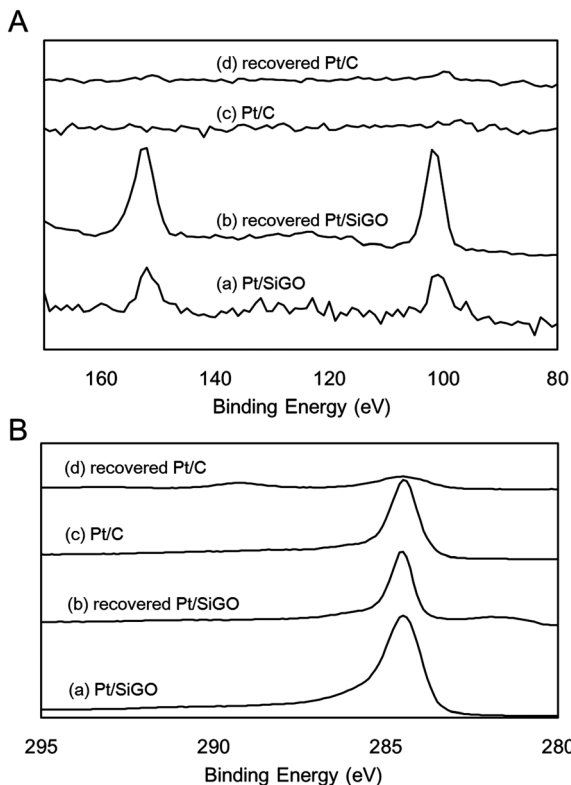 A
(d) recovered Pt/C
(c) Pt/C
(b) recovered Pt/SiGO
(a) Pt/SiGO
160 140 120 100 80
Binding Energy (eV)
B
(d) recovered Pt/C
(c) Pt/C
(b) recovered Pt/SiGO
(a) Pt/SiGO
295 290 285 280
Binding Energy (eV)